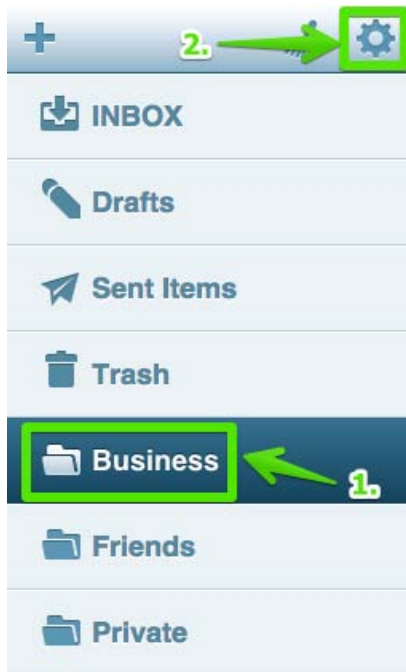 2.
INBOX
Drafts
Sent Items
Trash
Business
1.
Friends
Private